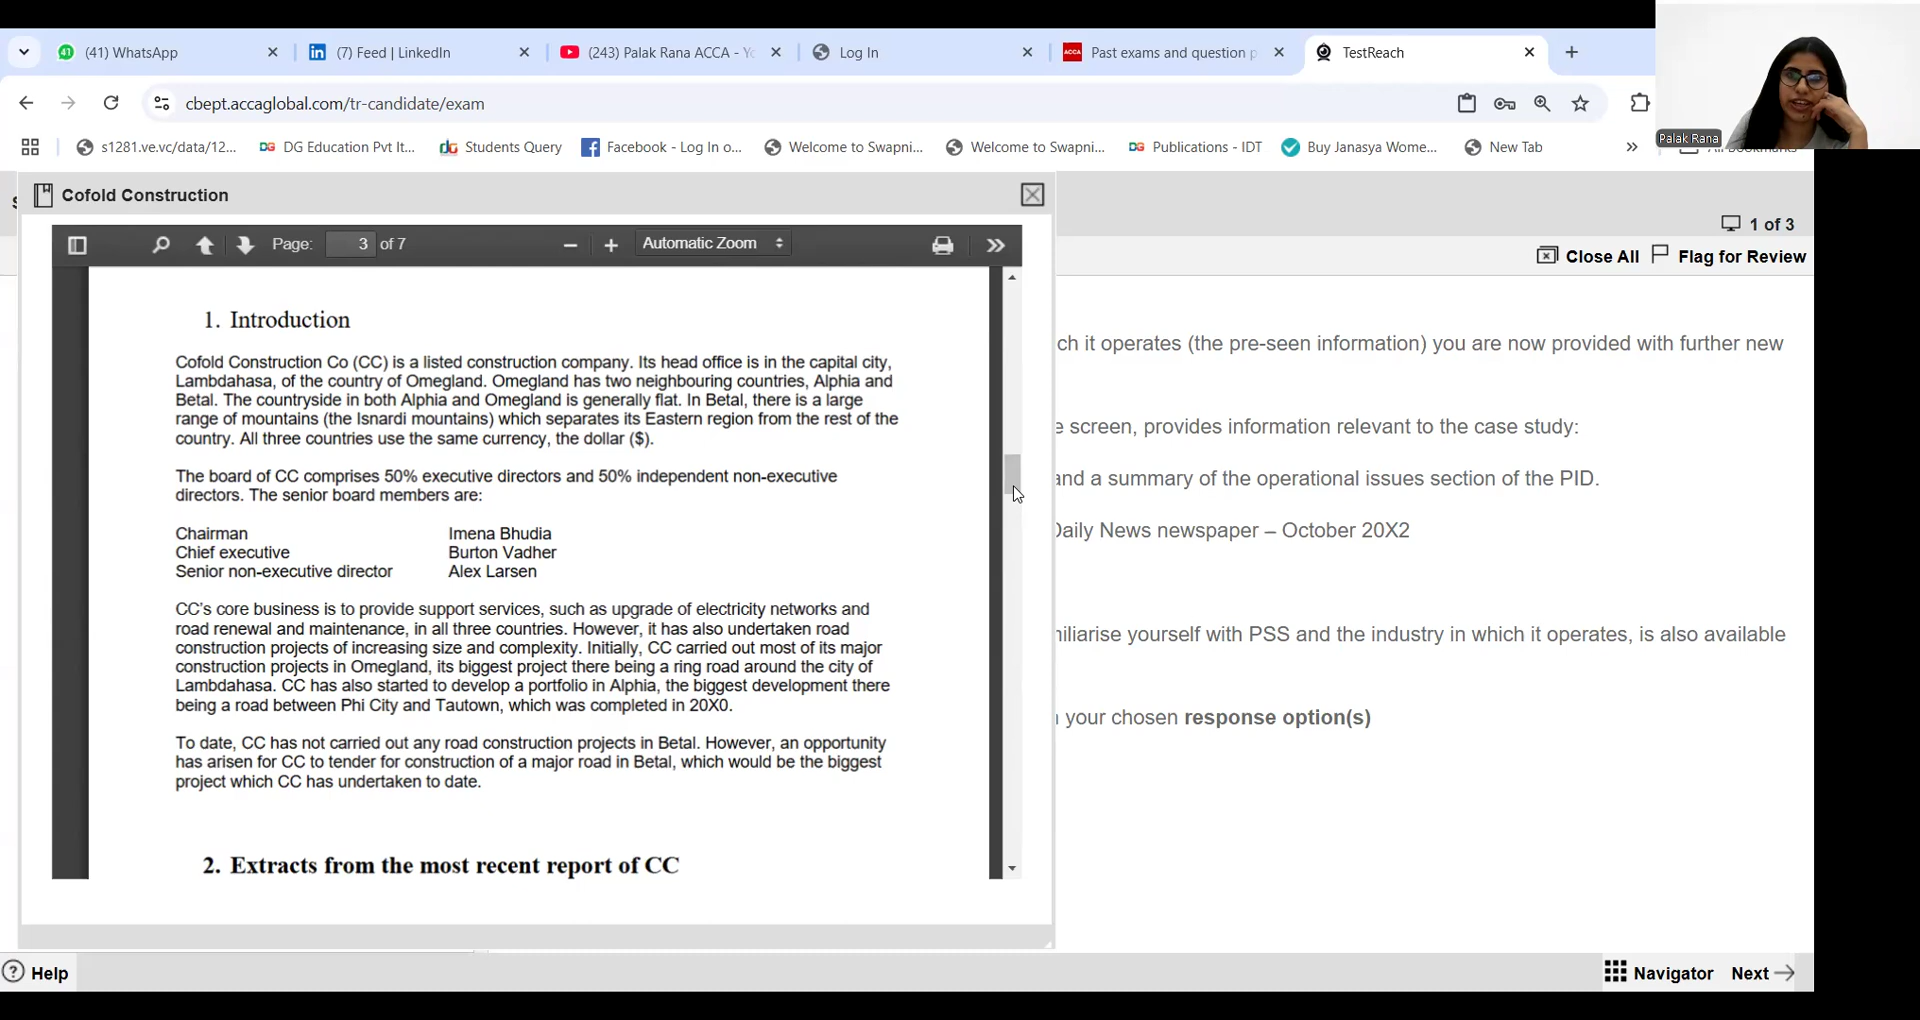 (41) WhatsApp
(7) Feed | LinkedIn
(243) Palak Rana ACCA - Yo
Log In
Past exams and question p
TestReach
cbept.accaglobal.com/tr-candidate/exam
s1281.ve.vc/data/12...
DG Education Pvt It...
Students Query
Facebook - Log In o...
Welcome to Swapni...
Welcome to Swapni...
Publications - IDT
Buy Janasya Wome...
New Tab
Palak Rana
Cofold Construction
1 of 3
Page: 3 of 7
Automatic Zoom
Close All
Flag for Review
1. Introduction
Cofold Construction Co (CC) is a listed construction company. Its head office is in the capital city,
Lambdahasa, of the country of Omegland. Omegland has two neighbouring countries, Alphia and
Betal. The countryside in both Alphia and Omegland is generally flat. In Betal, there is a large
range of mountains (the Isnardi mountains) which separates its Eastern region from the rest of the
country. All three countries use the same currency, the dollar ($).
The board of CC comprises 50% executive directors and 50% independent non-executive
directors. The senior board members are:
Chairman Imena Bhudia
Chief executive Burton Vadher
Senior non-executive director Alex Larsen
CC's core business is to provide support services, such as upgrade of electricity networks and
road renewal and maintenance, in all three countries. However, it has also undertaken road
construction projects of increasing size and complexity. Initially, CC carried out most of its major
construction projects in Omegland, its biggest project there being a ring road around the city of
Lambdahasa. CC has also started to develop a portfolio in Alphia, the biggest development there
being a road between Phi City and Tautown, which was completed in 20X0.
To date, CC has not carried out any road construction projects in Betal. However, an opportunity
has arisen for CC to tender for construction of a major road in Betal, which would be the biggest
project which CC has undertaken to date.
2. Extracts from the most recent report of CC
ch it operates (the pre-seen information) you are now provided with further new
e screen, provides information relevant to the case study:
and a summary of the operational issues section of the PID.
Daily News newspaper – October 20X2
miliarise yourself with PSS and the industry in which it operates, is also available
your chosen response option(s)
Help
Navigator
Next